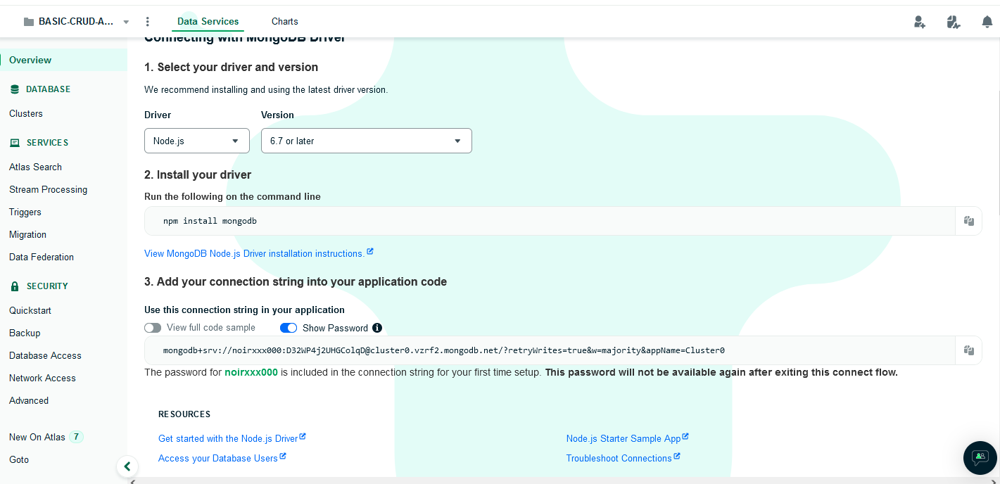 BASIC-CRUD-A...
Data Services
Charts
Overview
DATABASE
Clusters
SERVICES
Atlas Search
Stream Processing
Triggers
Migration
Data Federation
SECURITY
Quickstart
Backup
Database Access
Network Access
Advanced
New On Atlas 7
Goto
Connecting with MongoDB Driver
1. Select your driver and version
We recommend installing and using the latest driver version.
Driver
Version
Node.js
6.7 or later
2. Install your driver
Run the following on the command line
npm install mongodb
View MongoDB Node.js Driver installation instructions.
3. Add your connection string into your application code
Use this connection string in your application
View full code sample
Show Password
mongodb+srv://noirxxx000:D32WP4j2UHGColqD@cluster0.vzrf2.mongodb.net/?retryWrites=true&w=majority&appName=Cluster0
The password for noirxxx000 is included in the connection string for your first time setup. This password will not be available again after exiting this connect flow.
RESOURCES
Get started with the Node.js Driver
Node.js Starter Sample App
Access your Database Users
Troubleshoot Connections